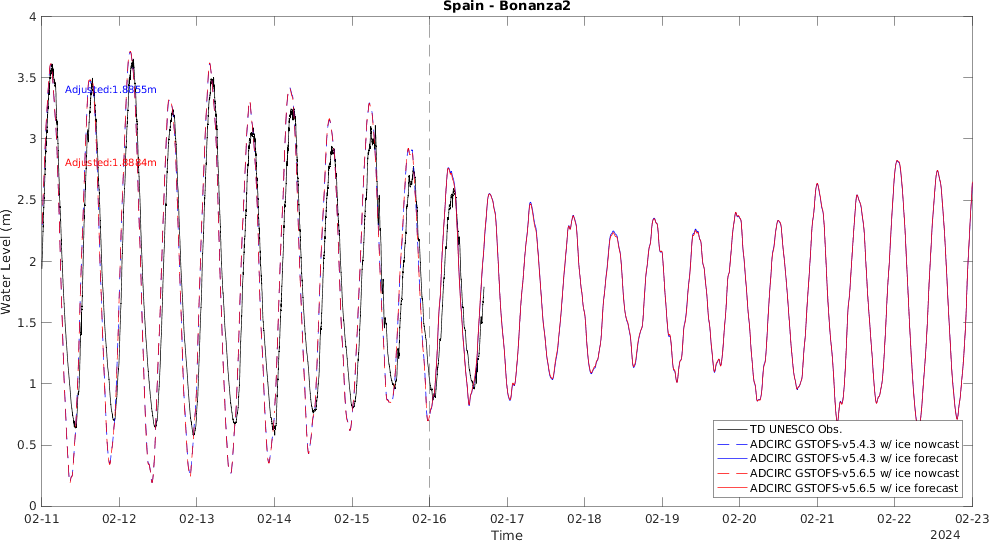 Spain - Bonanza2
4
3.5
3
2.5
2
1.5
1
0.5
0
Water Level (m)
Adjusted:1.8355m
Adjusted:1.8884m
TD UNESCO Obs.
ADCIRC GSTOFS-v5.4.3 w/ ice nowcast
ADCIRC GSTOFS-v5.4.3 w/ ice forecast
ADCIRC GSTOFS-v5.6.5 w/ ice nowcast
ADCIRC GSTOFS-v5.6.5 w/ ice forecast
02-11 02-12 02-13 02-14 02-15 02-16 02-17 02-18 02-19 02-20 02-21 02-22 02-23
Time
2024